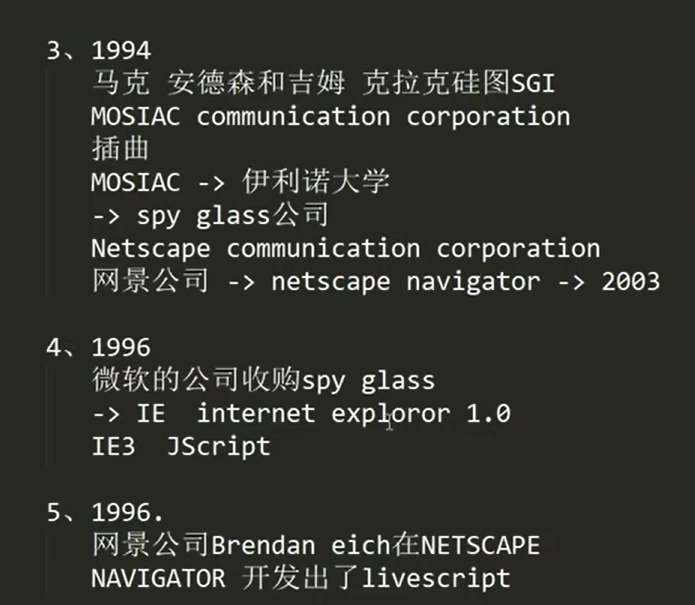 3、1994
马克 安德森和吉姆 克拉克硅图SGI
MOSIAC communication corporation
插曲
MOSIAC -> 伊利诺大学
-> spy glass公司
Netscape communication corporation
网景公司 -> netscape navigator -> 2003
4、1996
微软的公司收购spy glass
-> IE  internet exploror 1.0
IE3  JScript
5、1996.
网景公司Brendan eich在NETSCAPE
NAVIGATOR 开发出了livescript